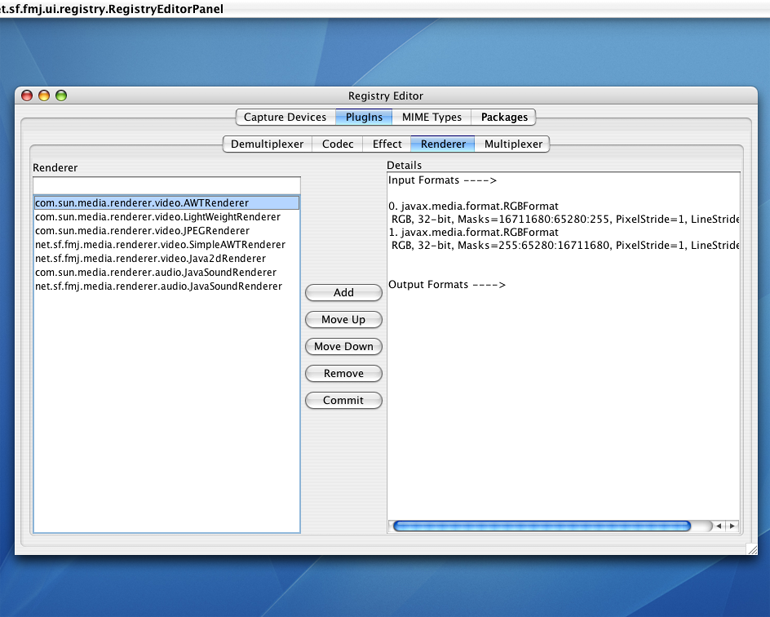 t.sf.fmj.ui.registry.RegistryEditorPanel
Registry Editor
Capture Devices PlugIns MIME Types Packages
Demultiplexer Codec Effect Renderer Multiplexer
Renderer
com.sun.media.renderer.video.AWTRenderer
com.sun.media.renderer.video.LightWeightRenderer
com.sun.media.renderer.video.JPEGRenderer
net.sf.fmj.media.renderer.video.SimpleAWTRenderer
net.sf.fmj.media.renderer.video.Java2dRenderer
com.sun.media.renderer.audio.JavaSoundRenderer
net.sf.fmj.media.renderer.audio.JavaSoundRenderer
Add
Move Up
Move Down
Remove
Commit
Details
Input Formats ---->
0. javax.media.format.RGBFormat
RGB, 32-bit, Masks=16711680:65280:255, PixelStride=1, LineStride
1. javax.media.format.RGBFormat
RGB, 32-bit, Masks=255:65280:16711680, PixelStride=1, LineStride
Output Formats ---->